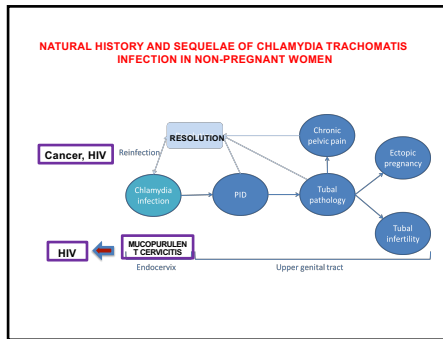 NATURAL HISTORY AND SEQUELAE OF CHLAMYDIA TRACHOMATIS
INFECTION IN NON-PREGNANT WOMEN
RESOLUTION
Chronic
pelvic pain
Ectopic
pregnancy
Cancer, HIV
Reinfection
Chlamydia
infection
PID
Tubal
pathology
Tubal
infertility
HIV
MUCOPURULEN
T CERVICITIS
Endocervix
Upper genital tract